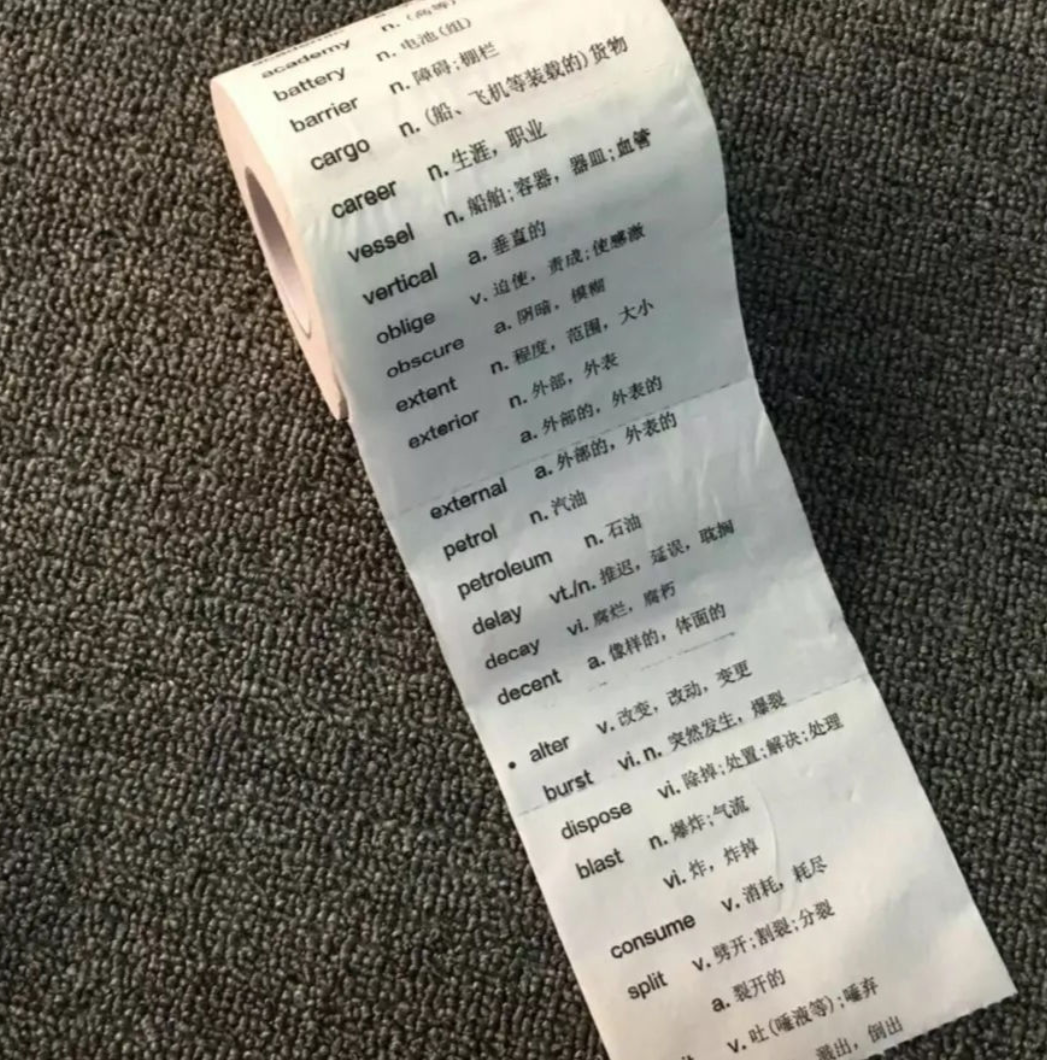 academy n. (高等)
battery n. 电池(组)
barrier n. 障碍;棚栏
cargo n. (船、飞机等装载的)货物
career n. 生涯，职业
vessel n. 船舶;容器，器皿;血管
vertical a. 垂直的
oblige v. 迫使，责成;使感激
obscure a. 阴暗，模糊
extent n. 程度，范围，大小
exterior n. 外部，外表
a. 外部的，外表的
external a. 外部的，外表的
petrol n. 汽油
petroleum n. 石油
delay vt./n. 推迟，延误，耽搁
decay vi. 腐烂，腐朽
decent a. 像样的，体面的
• alter v. 改变，改动，变更
burst vi. n. 突然发生，爆裂
dispose vi. 除掉;处置;解决;处理
blast n. 爆炸;气流
vi. 炸，炸掉
consume v. 消耗，耗尽
split v. 劈开;割裂;分裂
a. 裂开的
v. 吐(唾液等);唾弃
溢出，倒出